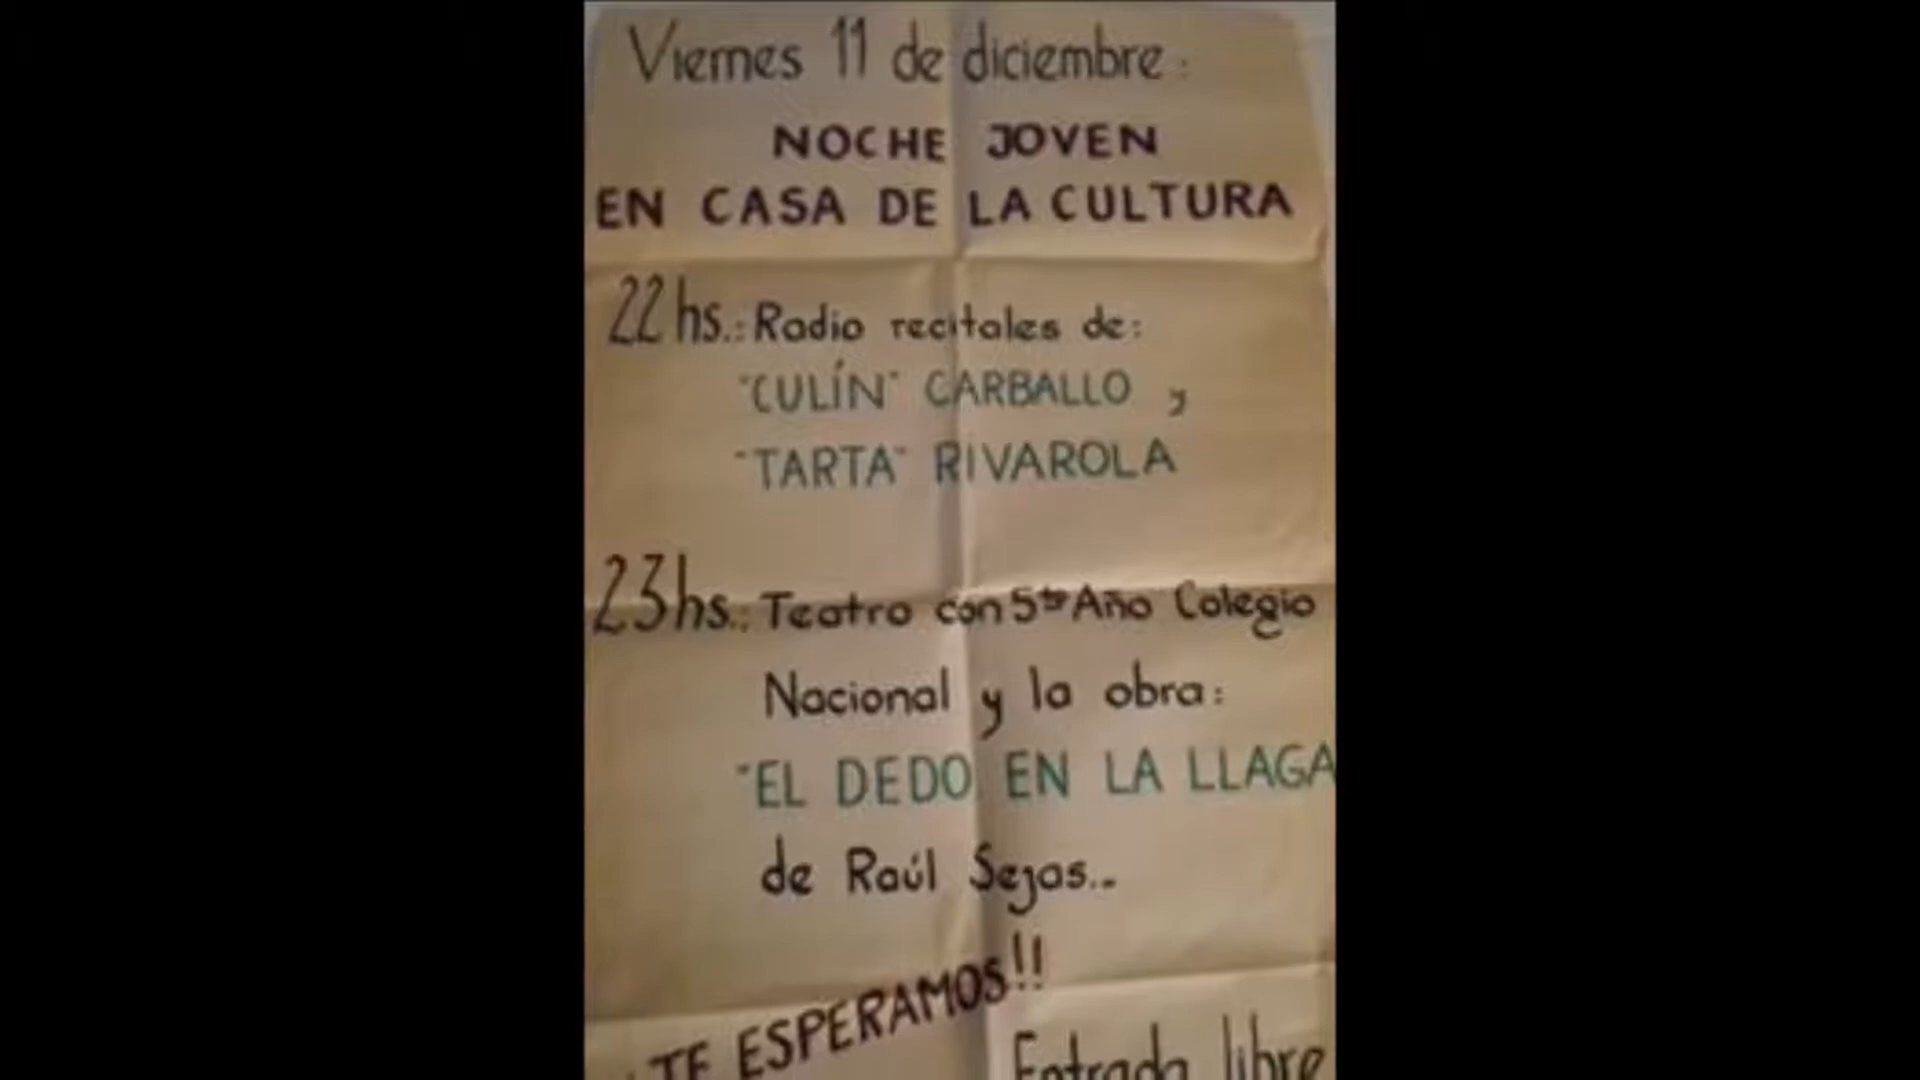 Viernes 11 de diciembre:
NOCHE JOVEN
EN CASA DE LA CULTURA
22 hs.: Radio recitales de:
"CULÍN" CARBALLO y
"TARTA" RIVAROLA
23 hs.: Teatro con 5to Año Colegio
Nacional y la obra:
"EL DEDO EN LA LLAGA
de Raúl Sejas..
¡TE ESPERAMOS!!
Entrada libre